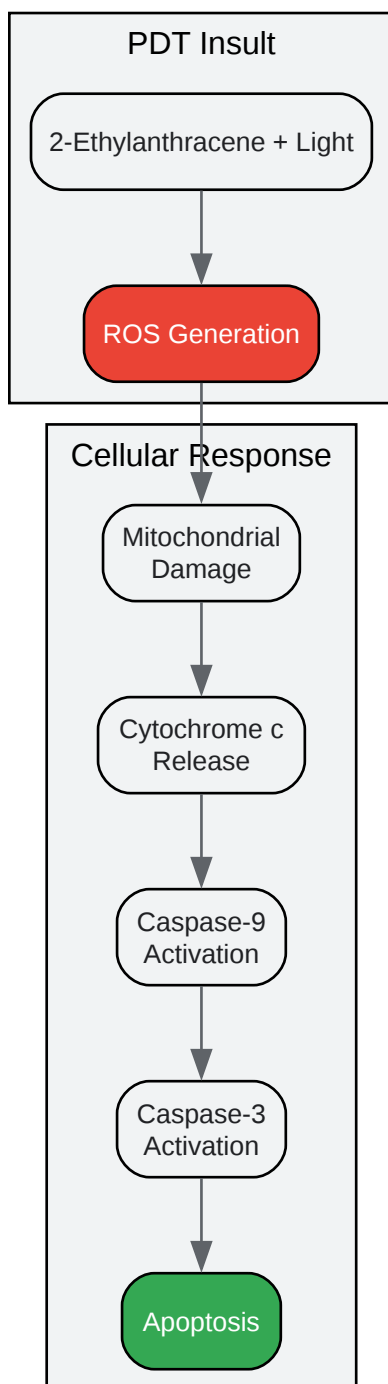 PDT Insult
2-Ethylanthracene + Light
ROS Generation
Cellular Response
Mitochondrial
Damage
Cytochrome c
Release
Caspase-9
Activation
Caspase-3
Activation
Apoptosis